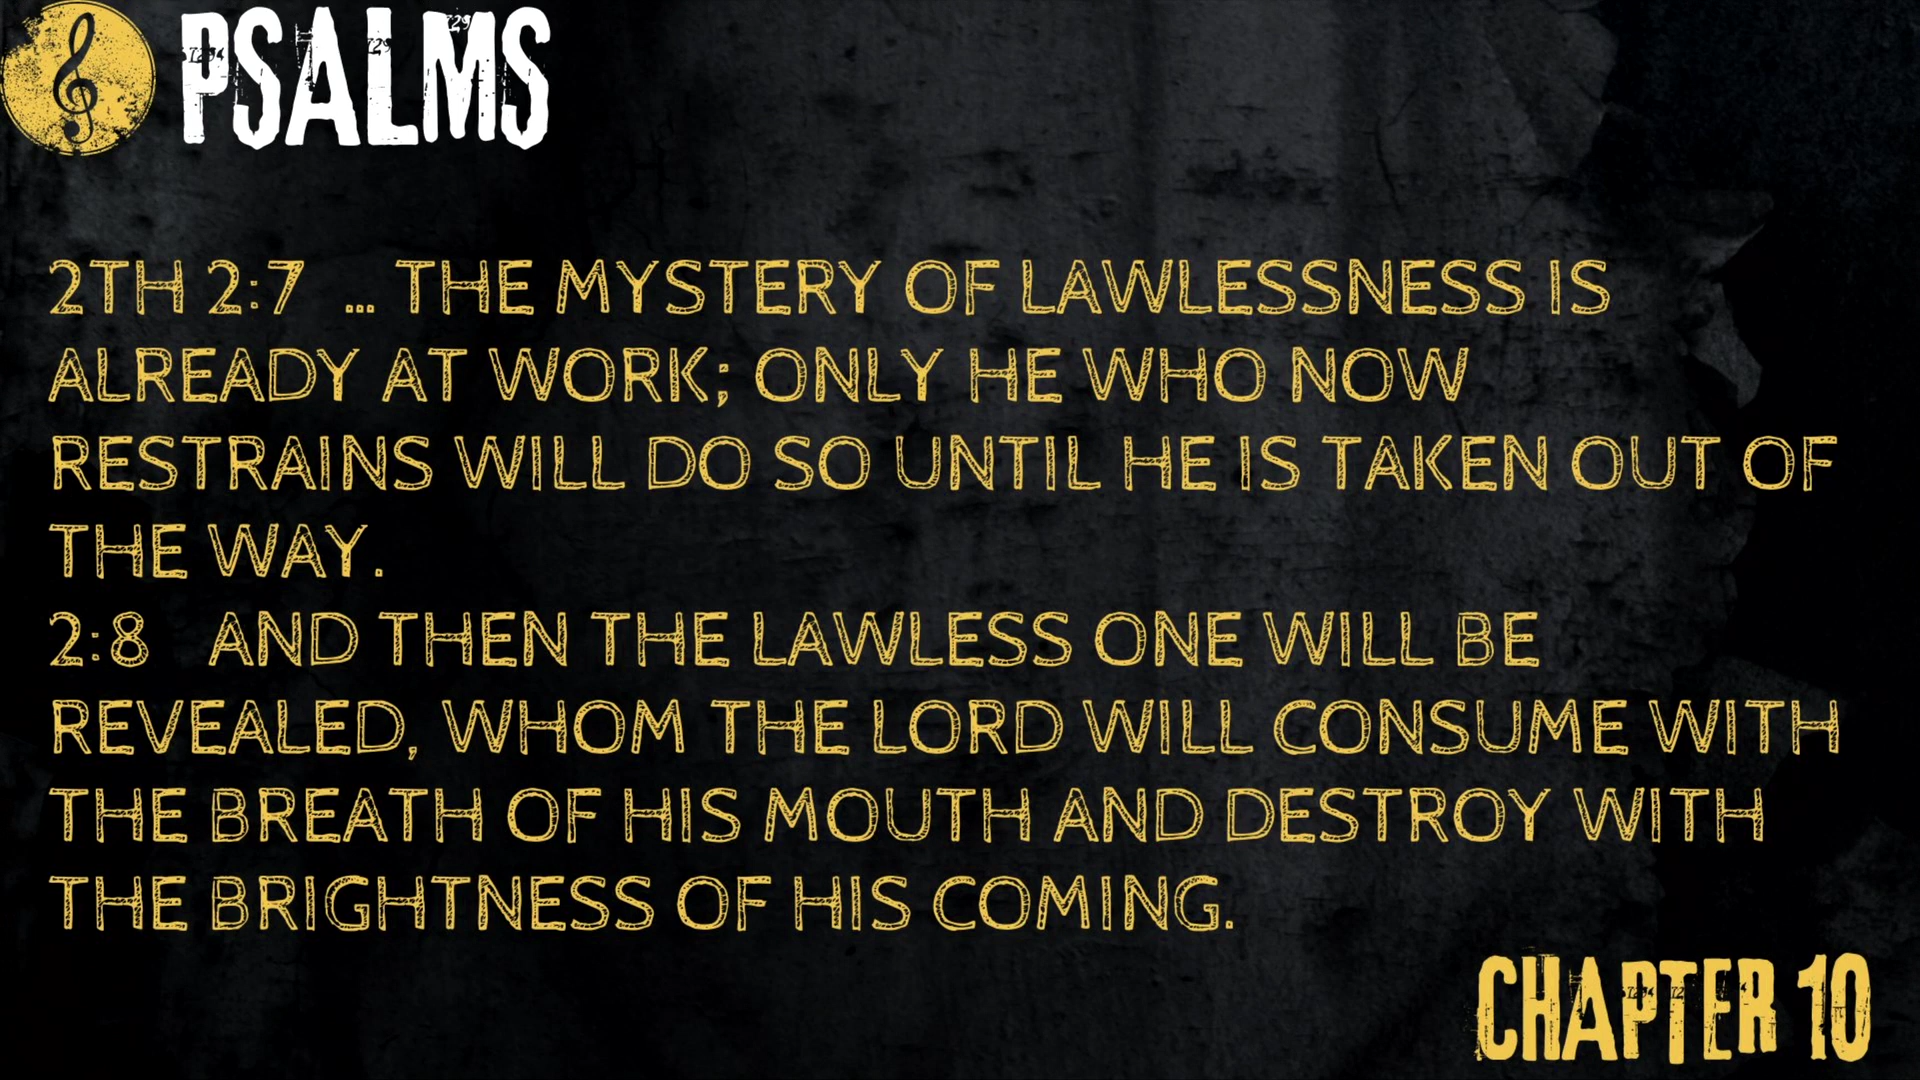 PSALMS
2TH 2:7 ... THE MYSTERY OF LAWLESSNESS IS
ALREADY AT WORK; ONLY HE WHO NOW
RESTRAINS WILL DO SO UNTIL HE IS TAKEN OUT OF
THE WAY.
2:8 AND THEN THE LAWLESS ONE WILL BE
REVEALED, WHOM THE LORD WILL CONSUME WITH
THE BREATH OF HIS MOUTH AND DESTROY WITH
THE BRIGHTNESS OF HIS COMING.
CHAPTER 10